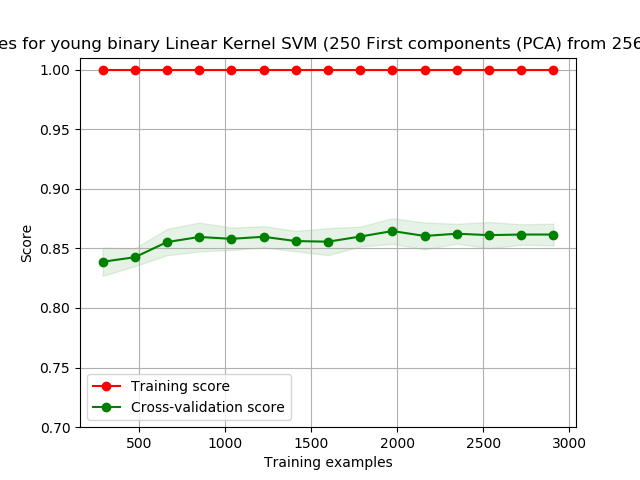 es for young binary Linear Kernel SVM (250 First components (PCA) from 256
1.00
0.95
0.90
0.85
0.80
0.75
0.70
Score
Training score
Cross-validation score
500 1000 1500 2000 2500 3000
Training examples